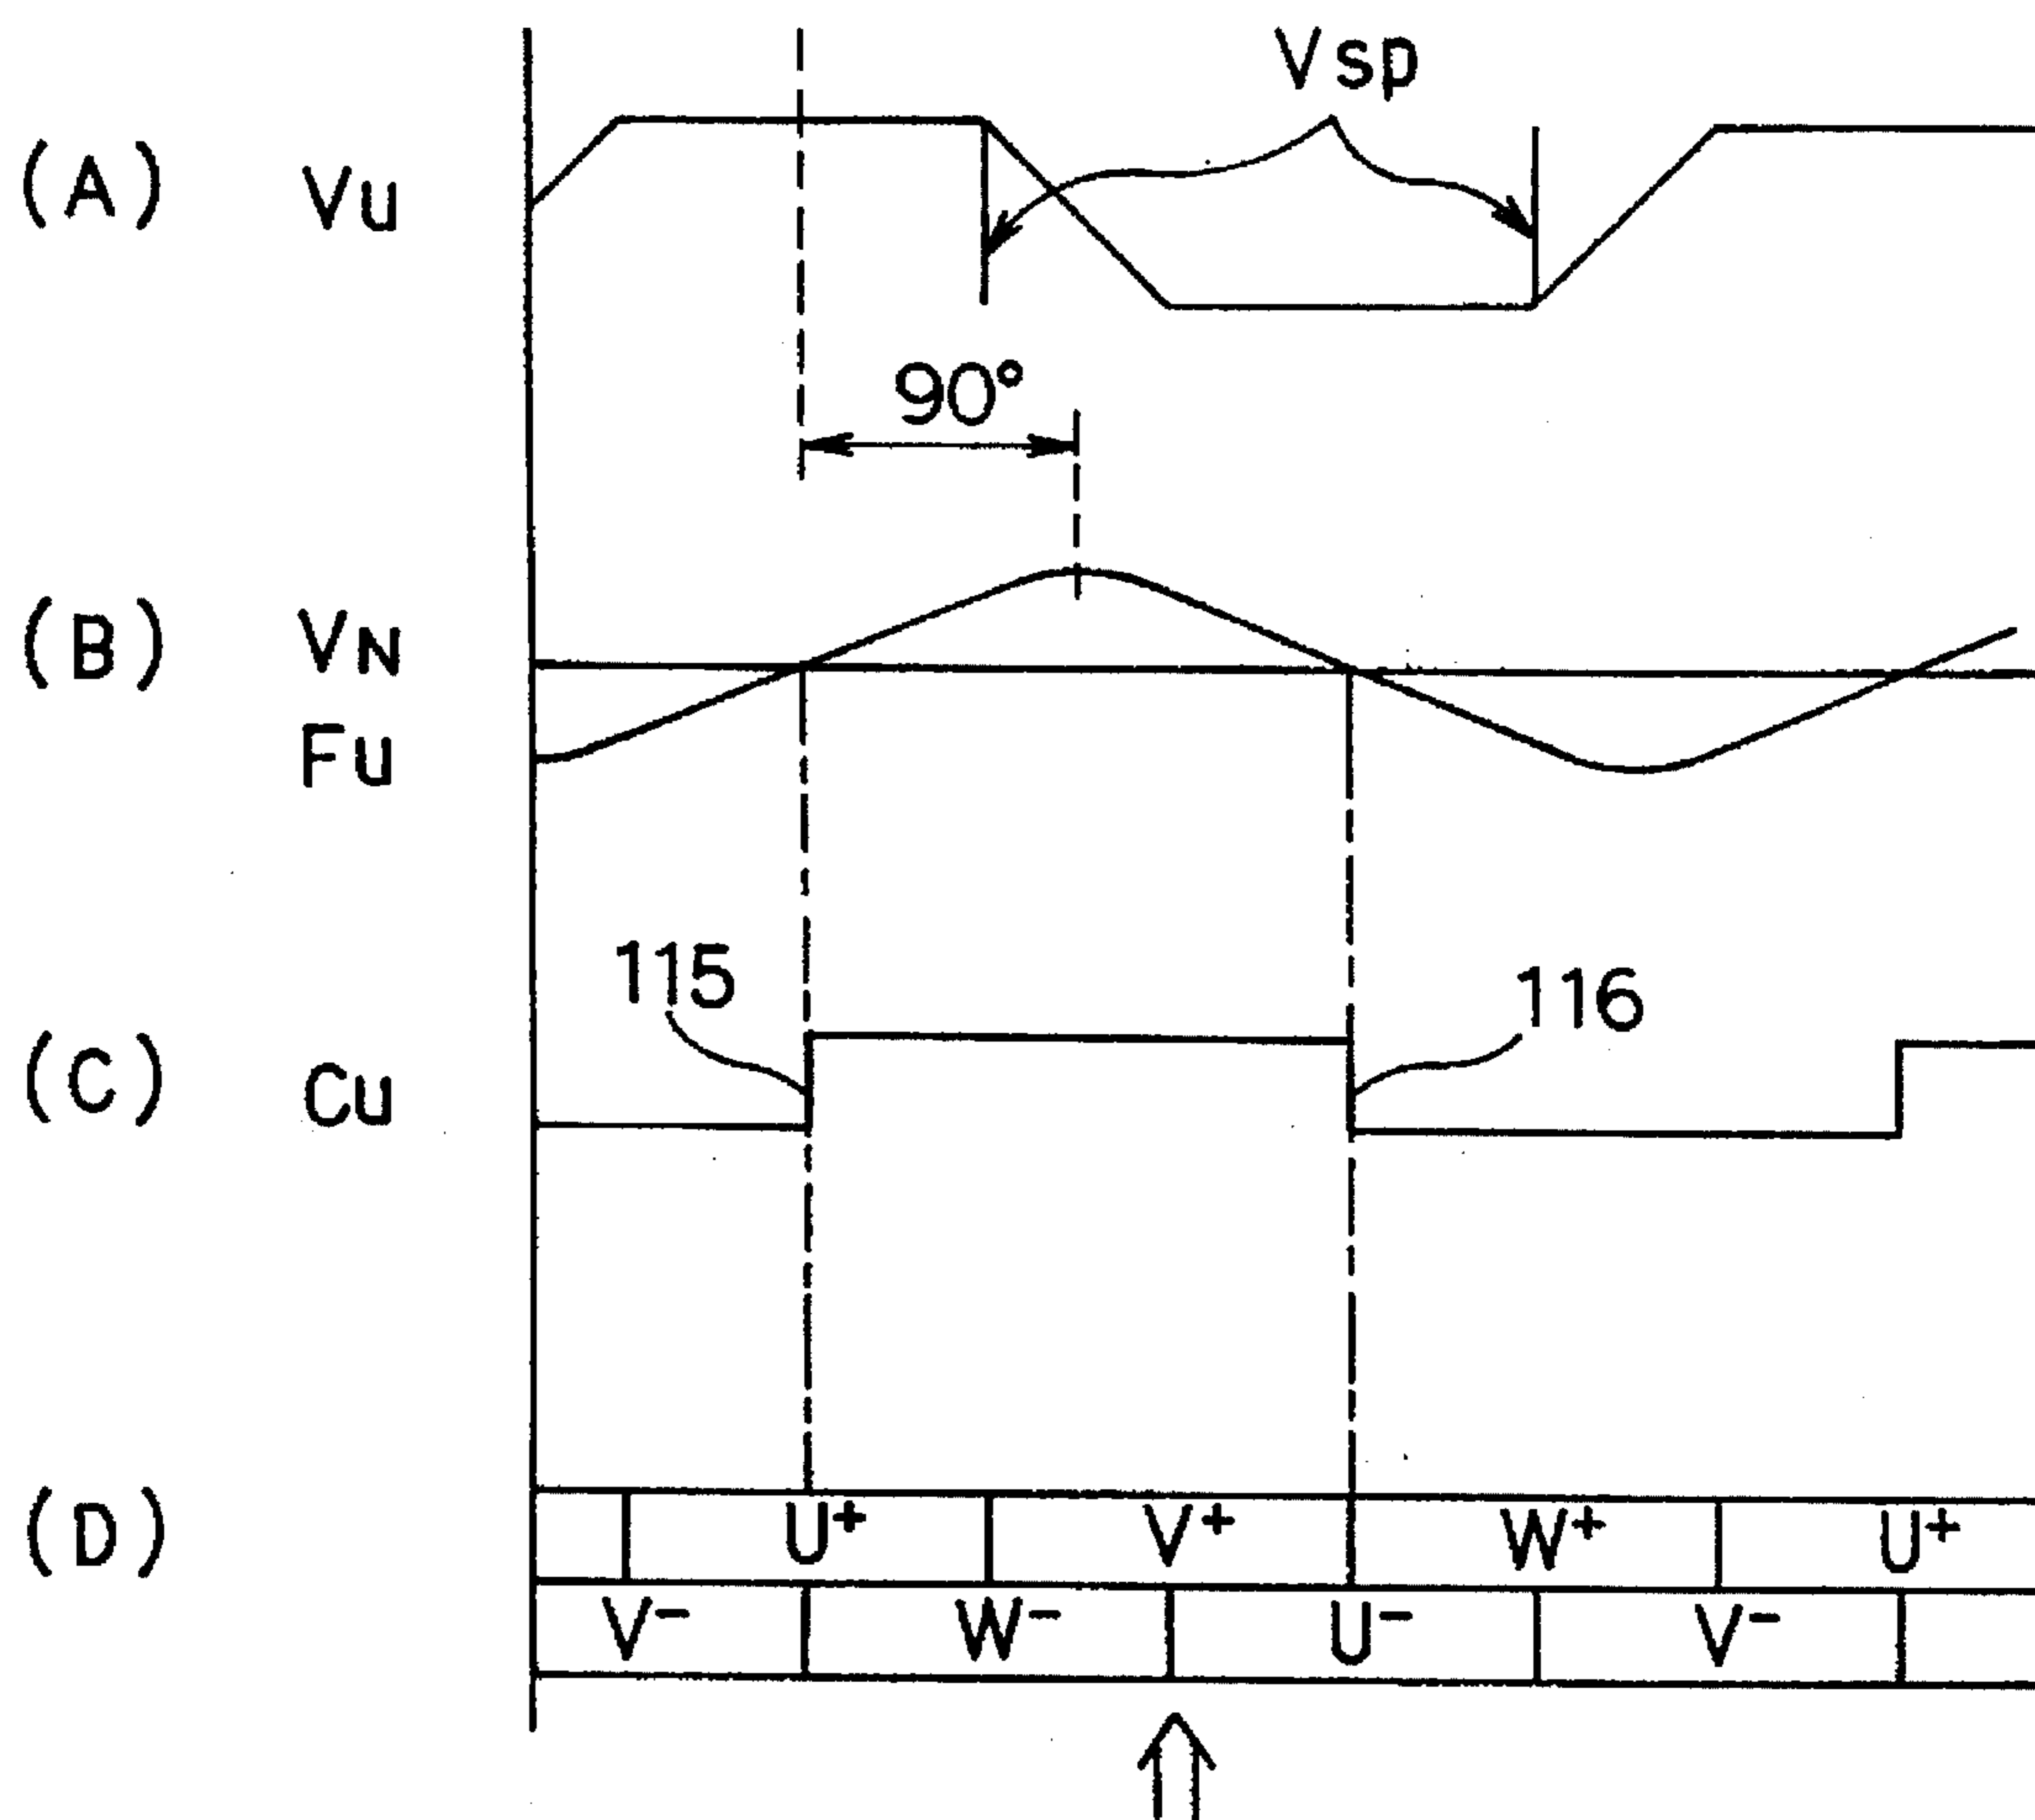 Vsp
(A) Vu
90°
(B) VN
Fu
115
116
(C) Cu
(D) U+ V+ W+ U+
V- W- U- V-